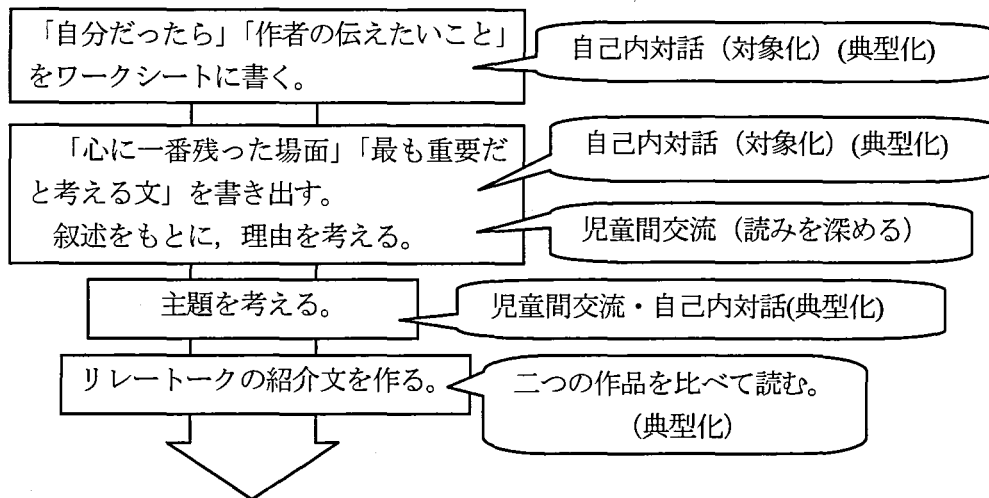 「自分だったら」「作者の伝えたいこと」
をワークシートに書く。
自己内対話（対象化）(典型化)
「心に一番残った場面」「最も重要だ
と考える文」を書き出す。
叙述をもとに，理由を考える。
自己内対話（対象化）(典型化)
児童間交流（読みを深める）
主題を考える。
児童間交流・自己内対話(典型化)
リレートークの紹介文を作る。
二つの作品を比べて読む。
（典型化）